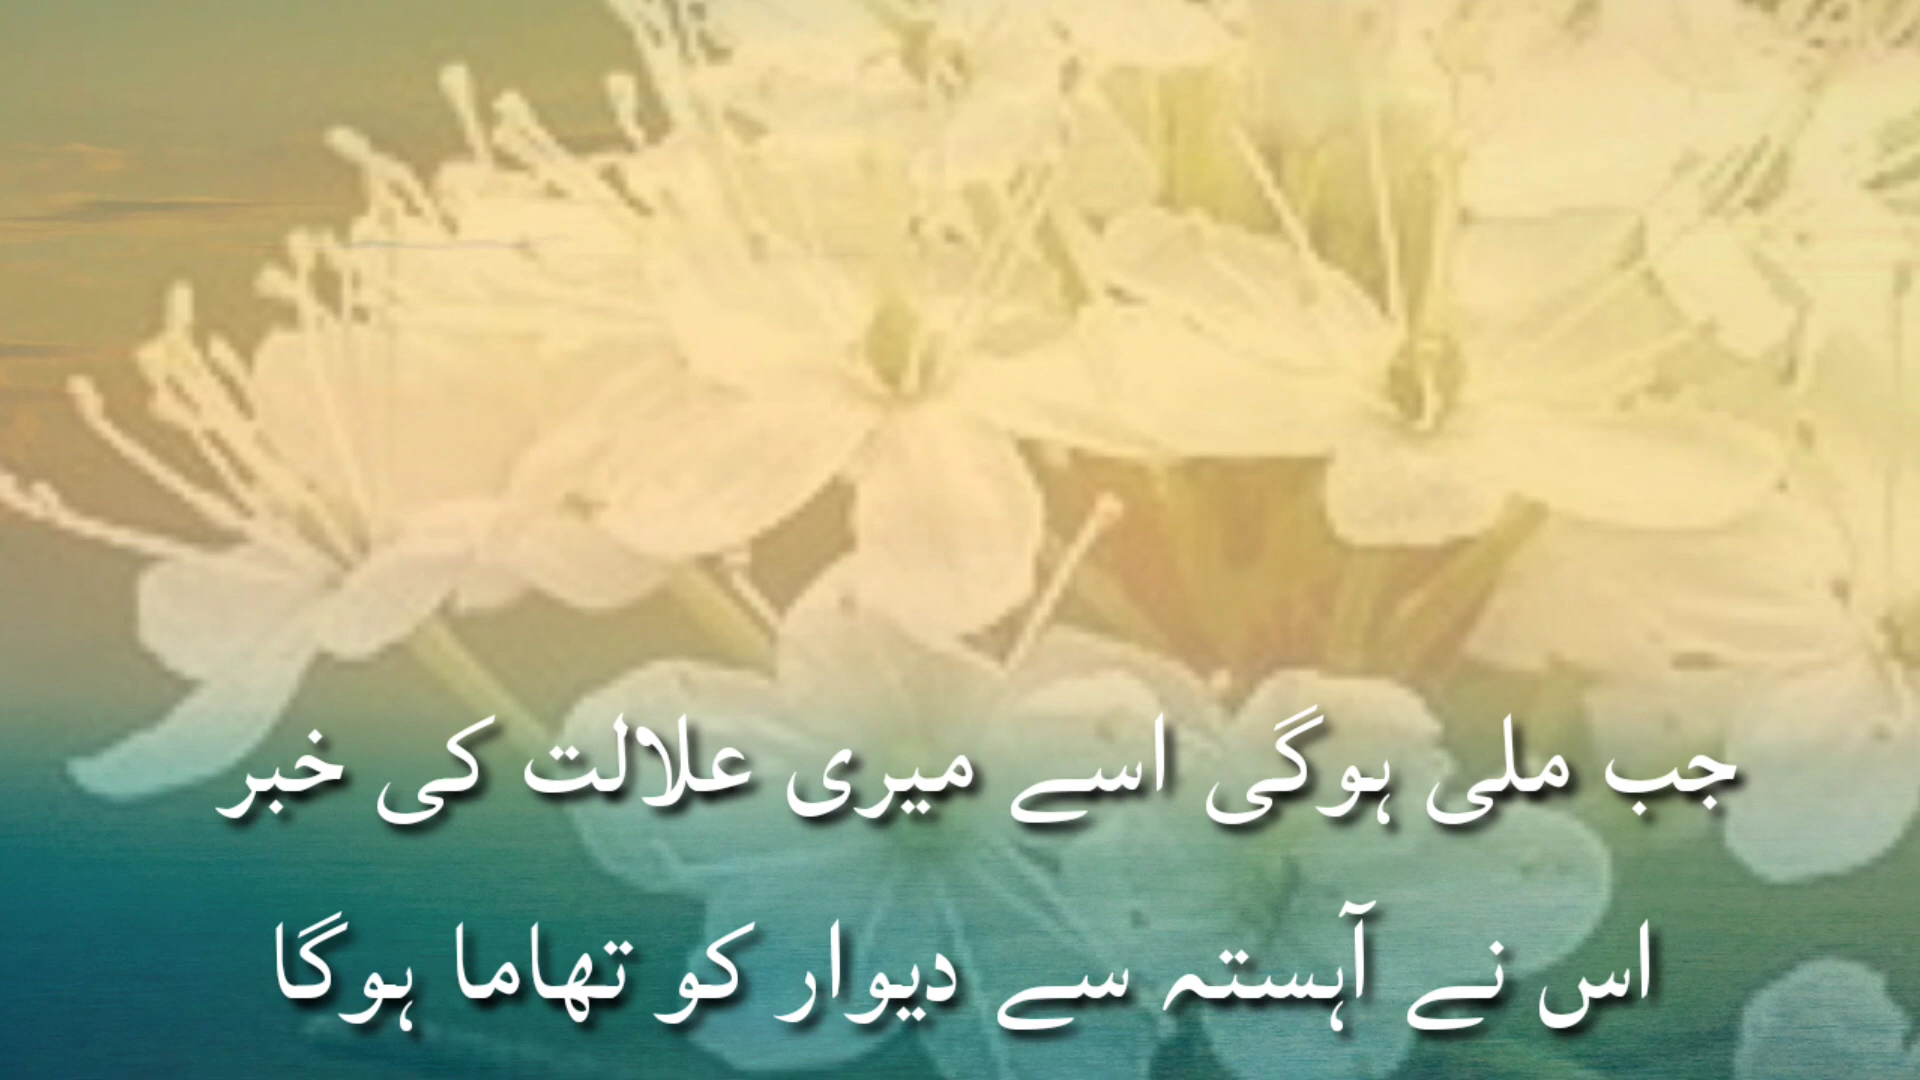 جب ملی ہوگی اسے میری علالت کی خبر
اس نے آہستہ سے دیوار کو تھاما ہوگا